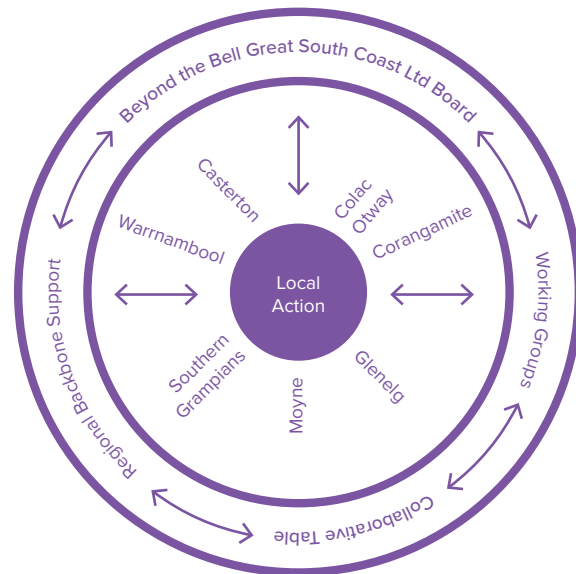 Beyond the Bell Great South Coast Ltd Board
Working Groups
Collaborative Table
Regional Backbone Support
Casterton
Colac
Otway
Corangamite
Glenelg
Moyne
Southern
Grampians
Warrnambool
Local
Action